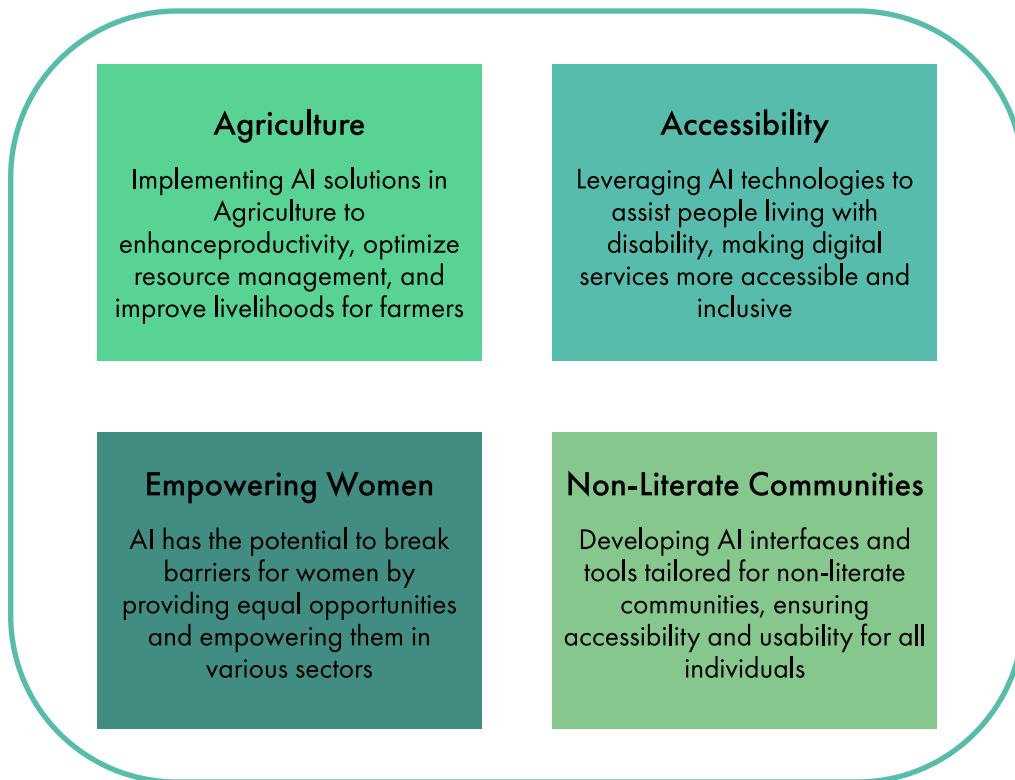 Agriculture
Implementing AI solutions in
Agriculture to
enhanceproductivity, optimize
resource management, and
improve livelihoods for farmers
Accessibility
Leveraging AI technologies to
assist people living with
disability, making digital
services more accessible and
inclusive
Empowering Women
AI has the potential to break
barriers for women by
providing equal opportunities
and empowering them in
various sectors
Non-Literate Communities
Developing AI interfaces and
tools tailored for non-literate
communities, ensuring
accessibility and usability for all
individuals